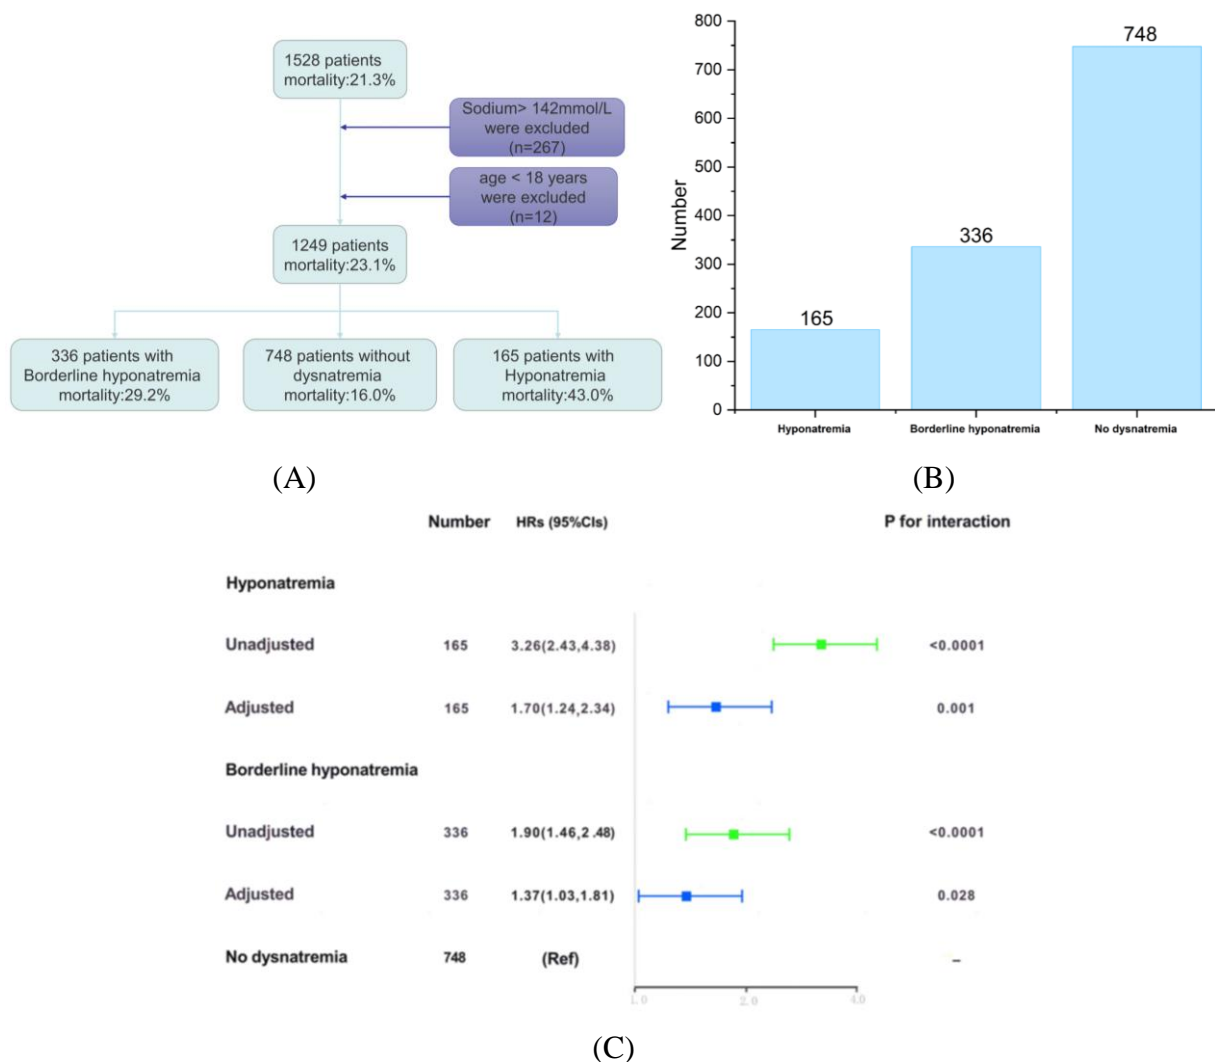 1528 patients
mortality:21.3%
Sodium> 142mmol/L
were excluded
(n=267)
age < 18 years
were excluded
(n=12)
1249 patients
mortality:23.1%
336 patients with
Borderline hyponatremia
mortality:29.2%
748 patients without
dysnatremia
mortality:16.0%
165 patients with
Hyponatremia
mortality:43.0%
(A)
Number
800
700
600
500
400
300
200
100
0
165
336
748
Hyponatremia
Borderline hyponatremia
No dysnatremia
(B)
Number HRs (95%CIs) P for interaction
Hyponatremia
Unadjusted 165 3.26(2.43,4.38) <0.0001
Adjusted 165 1.70(1.24,2.34) 0.001
Borderline hyponatremia
Unadjusted 336 1.90(1.46,2.48) <0.0001
Adjusted 336 1.37(1.03,1.81) 0.028
No dysnatremia 748 (Ref) –
1.0 2.0 4.0
(C)